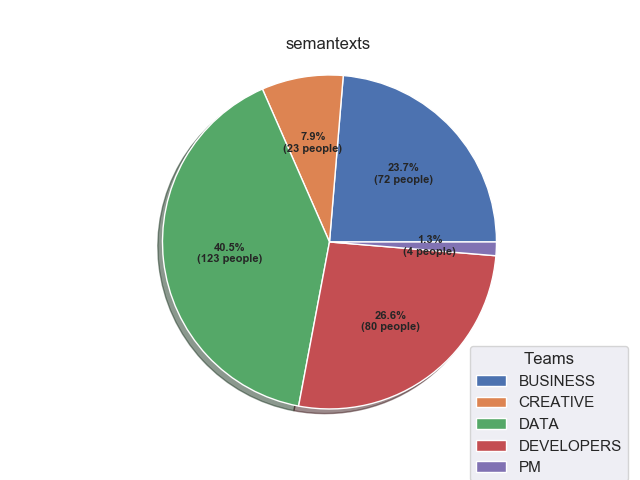 semantexts
7.9%
(23 people)
23.7%
(72 people)
40.5%
(123 people)
1.3%
(4 people)
26.6%
(80 people)
Teams
BUSINESS
CREATIVE
DATA
DEVELOPERS
PM